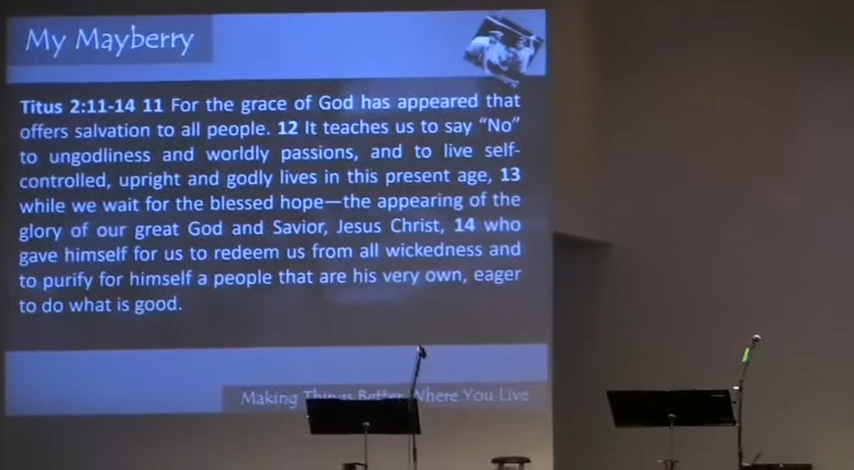 My Mayberry
Titus 2:11-14 11 For the grace of God has appeared that
offers salvation to all people. 12 It teaches us to say “No”
to ungodliness and worldly passions, and to live self-
controlled, upright and godly lives in this present age, 13
while we wait for the blessed hope—the appearing of the
glory of our great God and Savior, Jesus Christ, 14 who
gave himself for us to redeem us from all wickedness and
to purify for himself a people that are his very own, eager
to do what is good.
Making Things Better Where You Live